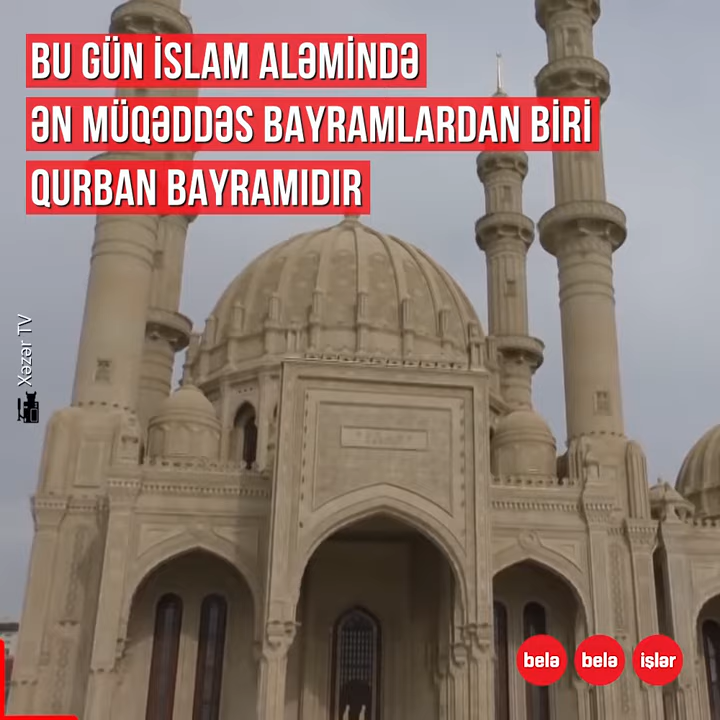 BU GÜN İSLAM ALƏMİNDƏ
ƏN MÜQƏDDƏS BAYRAMLARDAN BİRİ
QURBAN BAYRAMIDIR
Xəzər TV
belə belə işlər